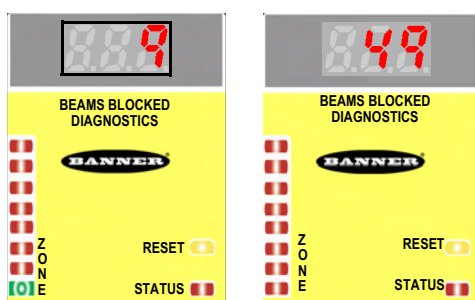 9
BEAMS BLOCKED
DIAGNOSTICS
BANNER
ZONE
RESET
STATUS
49
BEAMS BLOCKED
DIAGNOSTICS
BANNER
ZONE
RESET
STATUS